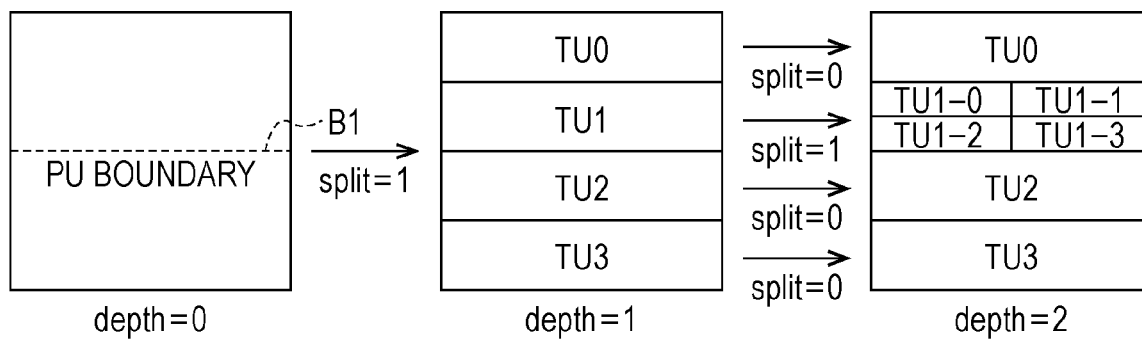 B1
PU BOUNDARY
depth=0
split=1
TU0
TU1
TU2
TU3
depth=1
split=0
split=1
split=0
split=0
TU0
TU1–0 TU1–1
TU1–2 TU1–3
TU2
TU3
depth=2